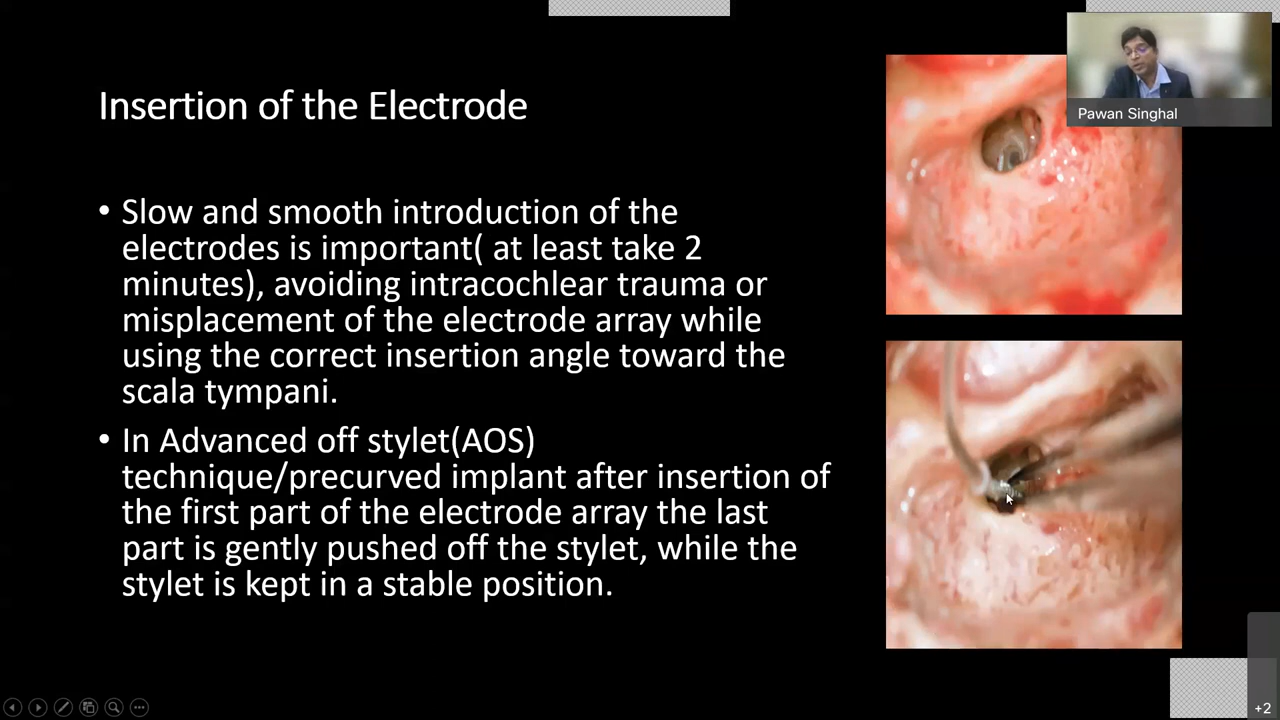 Insertion of the Electrode
Pawan Singhal
• Slow and smooth introduction of the
electrodes is important( at least take 2
minutes), avoiding intracochlear trauma or
misplacement of the electrode array while
using the correct insertion angle toward the
scala tympani.
• In Advanced off stylet(AOS)
technique/precurved implant after insertion of
the first part of the electrode array the last
part is gently pushed off the stylet, while the
stylet is kept in a stable position.
+2